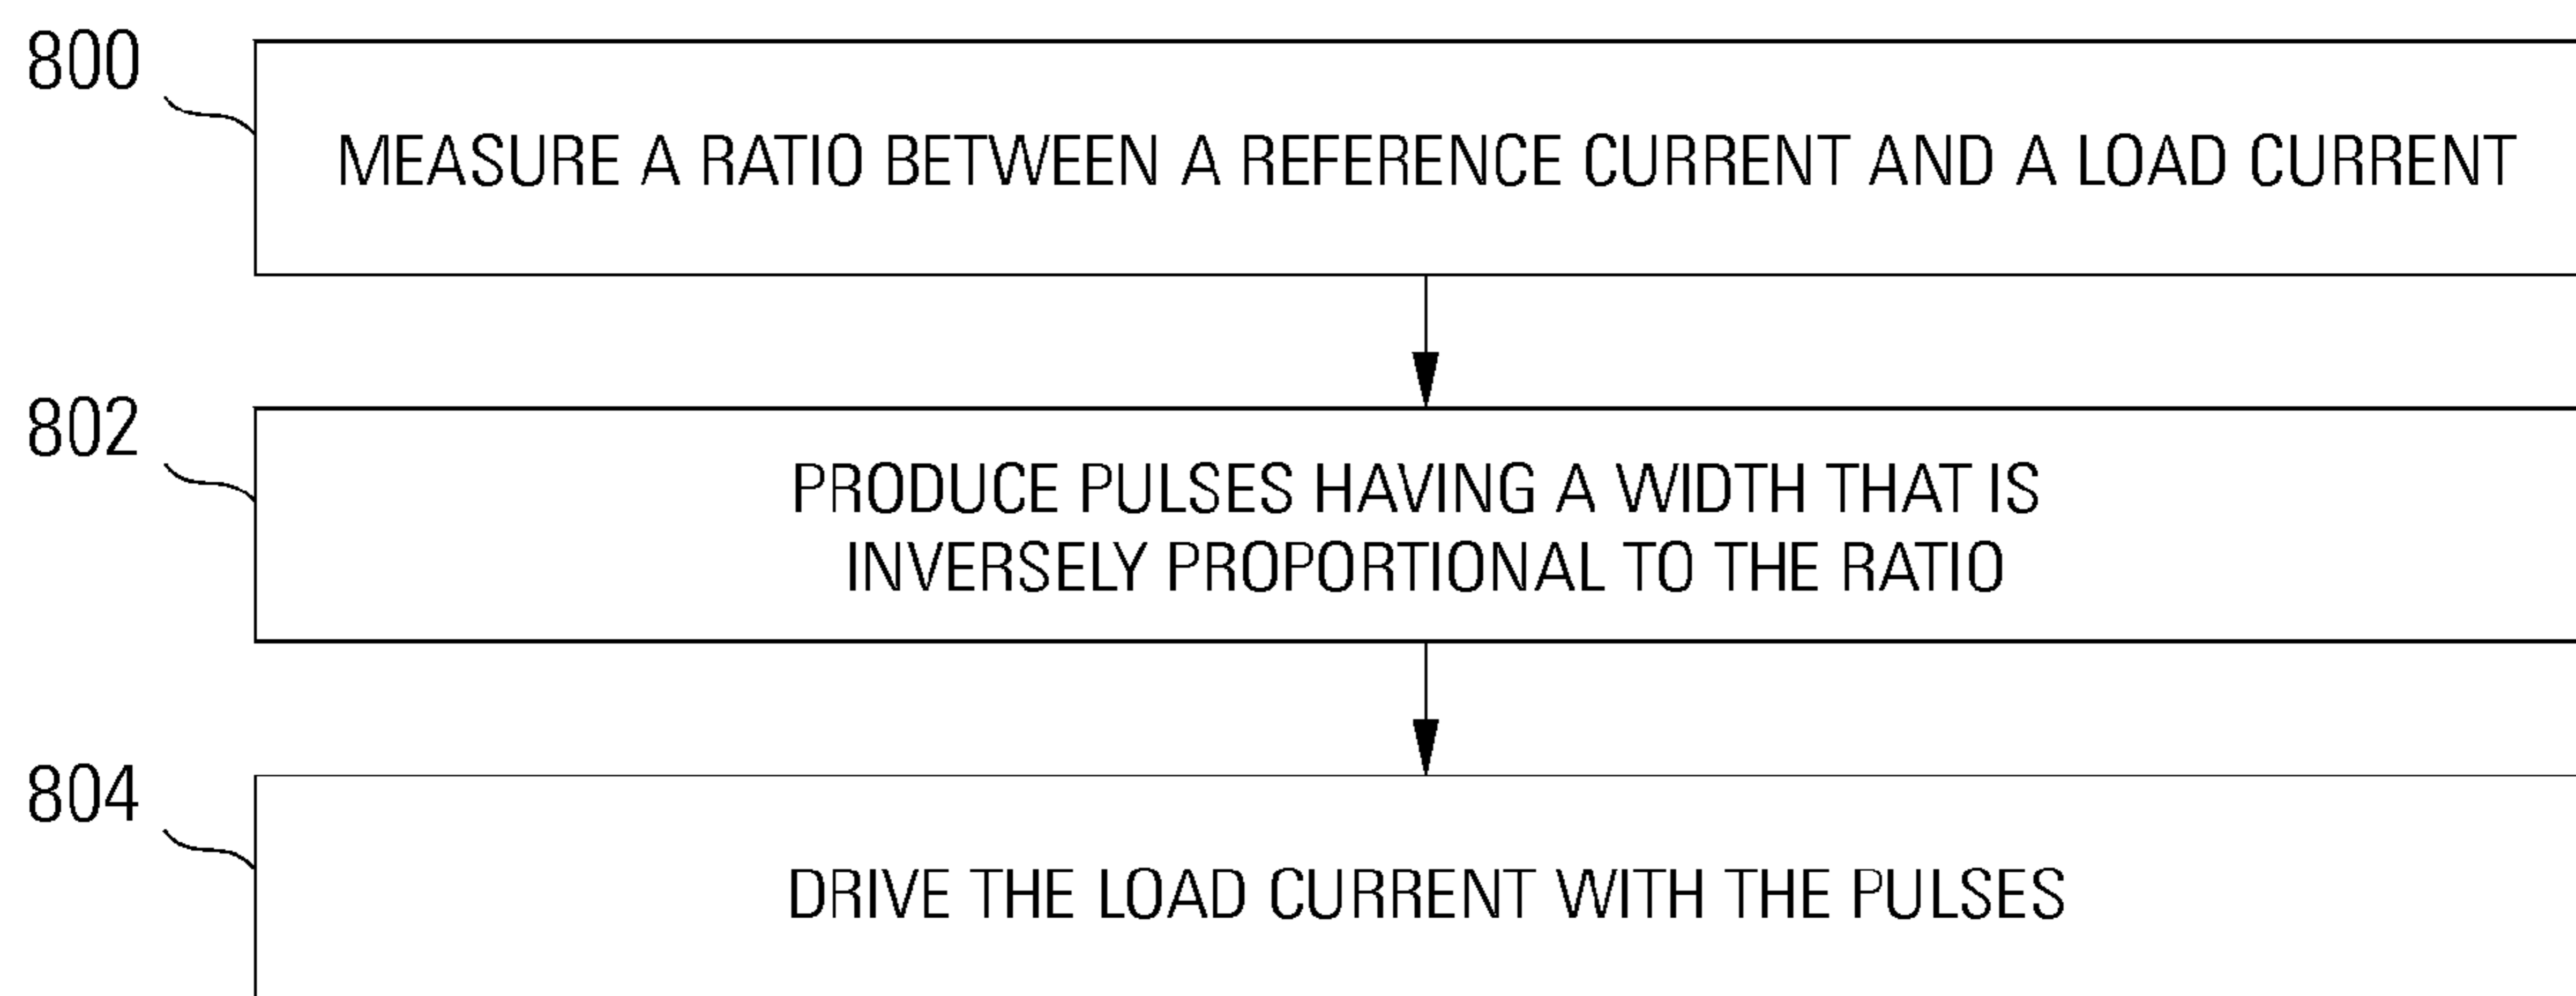 800
MEASURE A RATIO BETWEEN A REFERENCE CURRENT AND A LOAD CURRENT
802
PRODUCE PULSES HAVING A WIDTH THAT IS
INVERSELY PROPORTIONAL TO THE RATIO
804
DRIVE THE LOAD CURRENT WITH THE PULSES